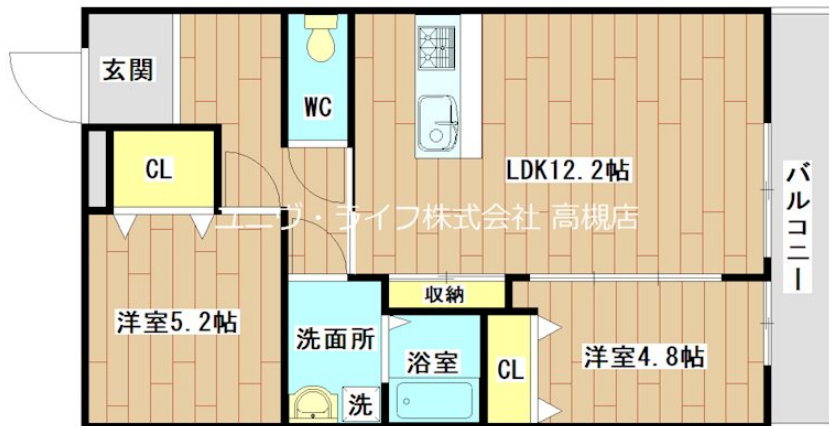 玄関
WC
CL
LDK12.2帖
バルコニー
ユニヴ・ライフ株式会社 高槻店
収納
洋室5.2帖
洗面所
浴室
洗
CL
洋室4.8帖